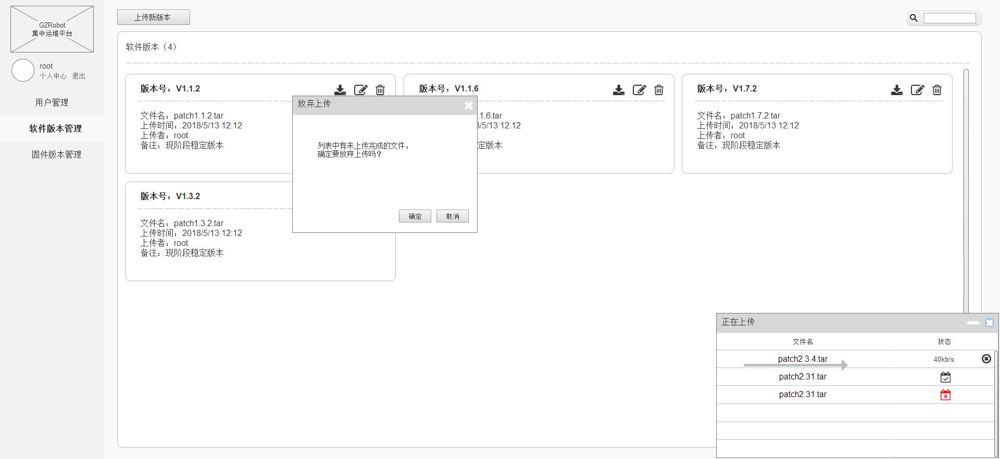 GZRobot
集中运维平台
root
个人中心 退出
用户管理
软件版本管理
固件版本管理
上传新版本
软件版本（4）
版本号：V1.1.2
文件名：patch1.1.2.tar
上传时间：2018/5/13 12:12
上传者：root
备注：现阶段稳定版本
版本号：V1.1.6
.1.6.tar
/5/13 12:12
定版本
版本号：V1.7.2
文件名：patch1.7.2.tar
上传时间：2018/5/13 12:12
上传者：root
备注：现阶段稳定版本
版本号：V1.3.2
文件名：patch1.3.2.tar
上传时间：2018/5/13 12:12
上传者：root
备注：现阶段稳定版本
放弃上传
列表中有未上传完成的文件，
确定要放弃上传吗？
确定 取消
正在上传
文件名 状态
patch2.3.4.tar 40kb/s
patch2.31.tar
patch2.31.tar